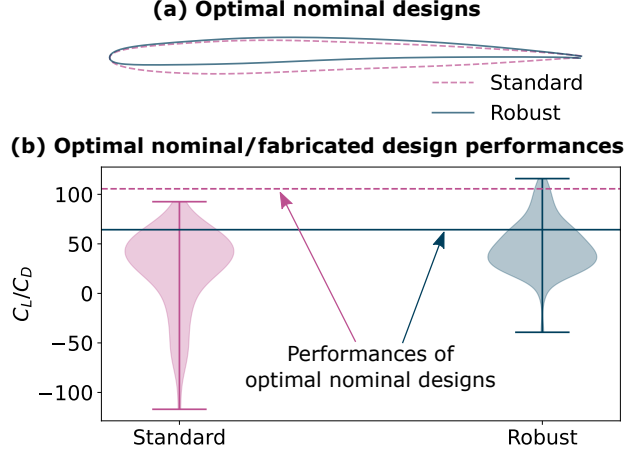 (a) Optimal nominal designs
Standard
Robust
(b) Optimal nominal/fabricated design performances
C_L/C_D
100
50
0
−50
−100
Performances of
optimal nominal designs
Standard
Robust